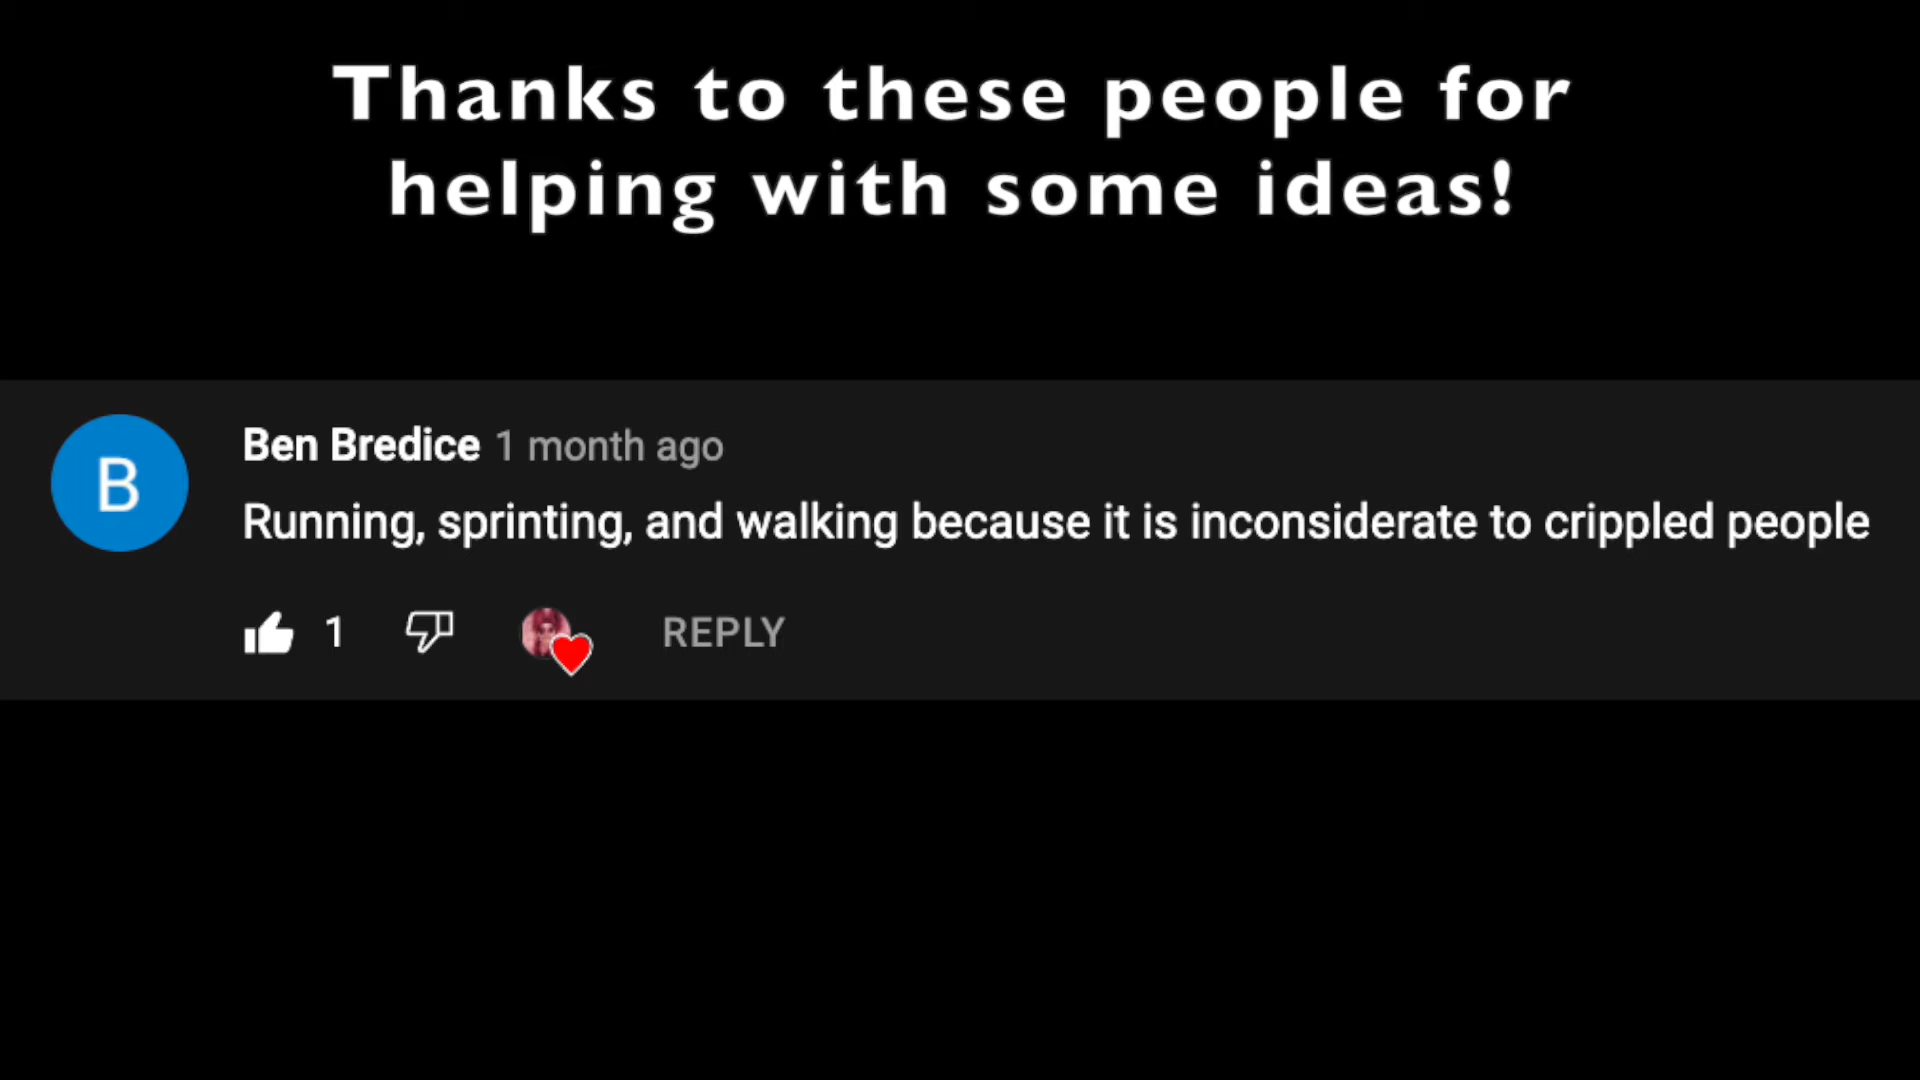 Thanks to these people for
helping with some ideas!
B
Ben Bredice 1 month ago
Running, sprinting, and walking because it is inconsiderate to crippled people
1 REPLY